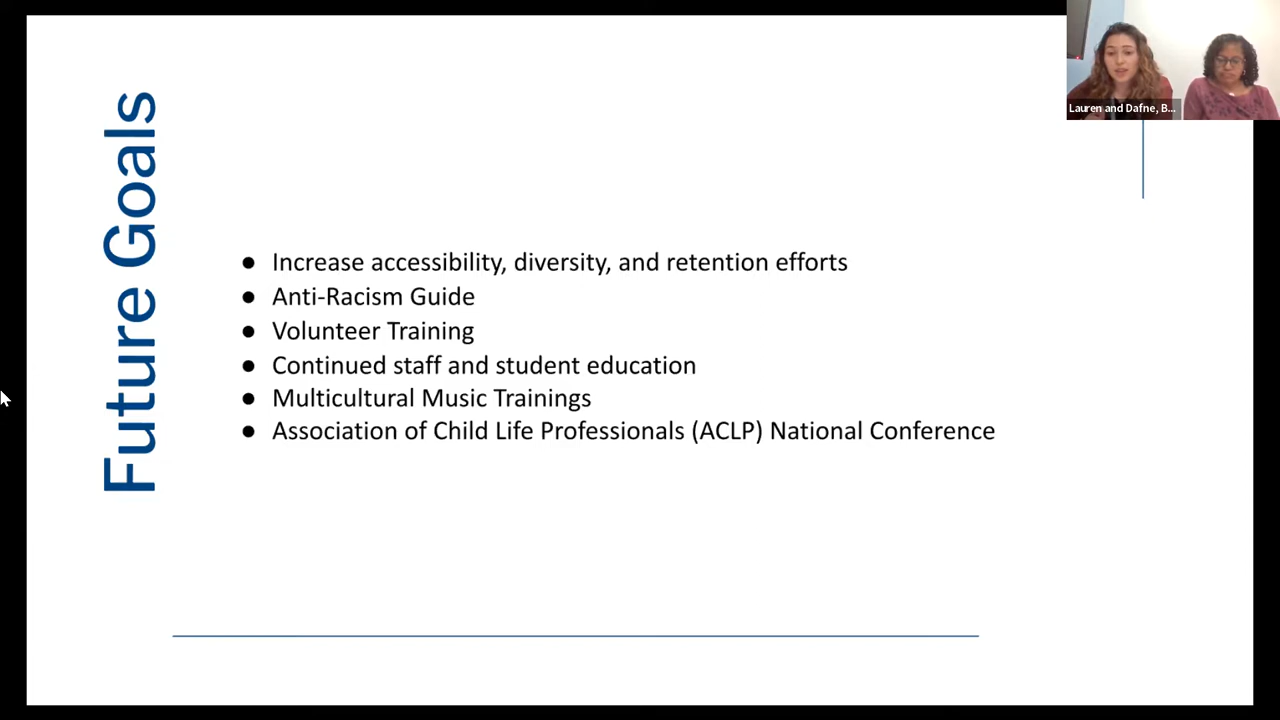 Lauren and Dafne, B...
Future Goals
● Increase accessibility, diversity, and retention efforts
● Anti-Racism Guide
● Volunteer Training
● Continued staff and student education
● Multicultural Music Trainings
● Association of Child Life Professionals (ACLP) National Conference